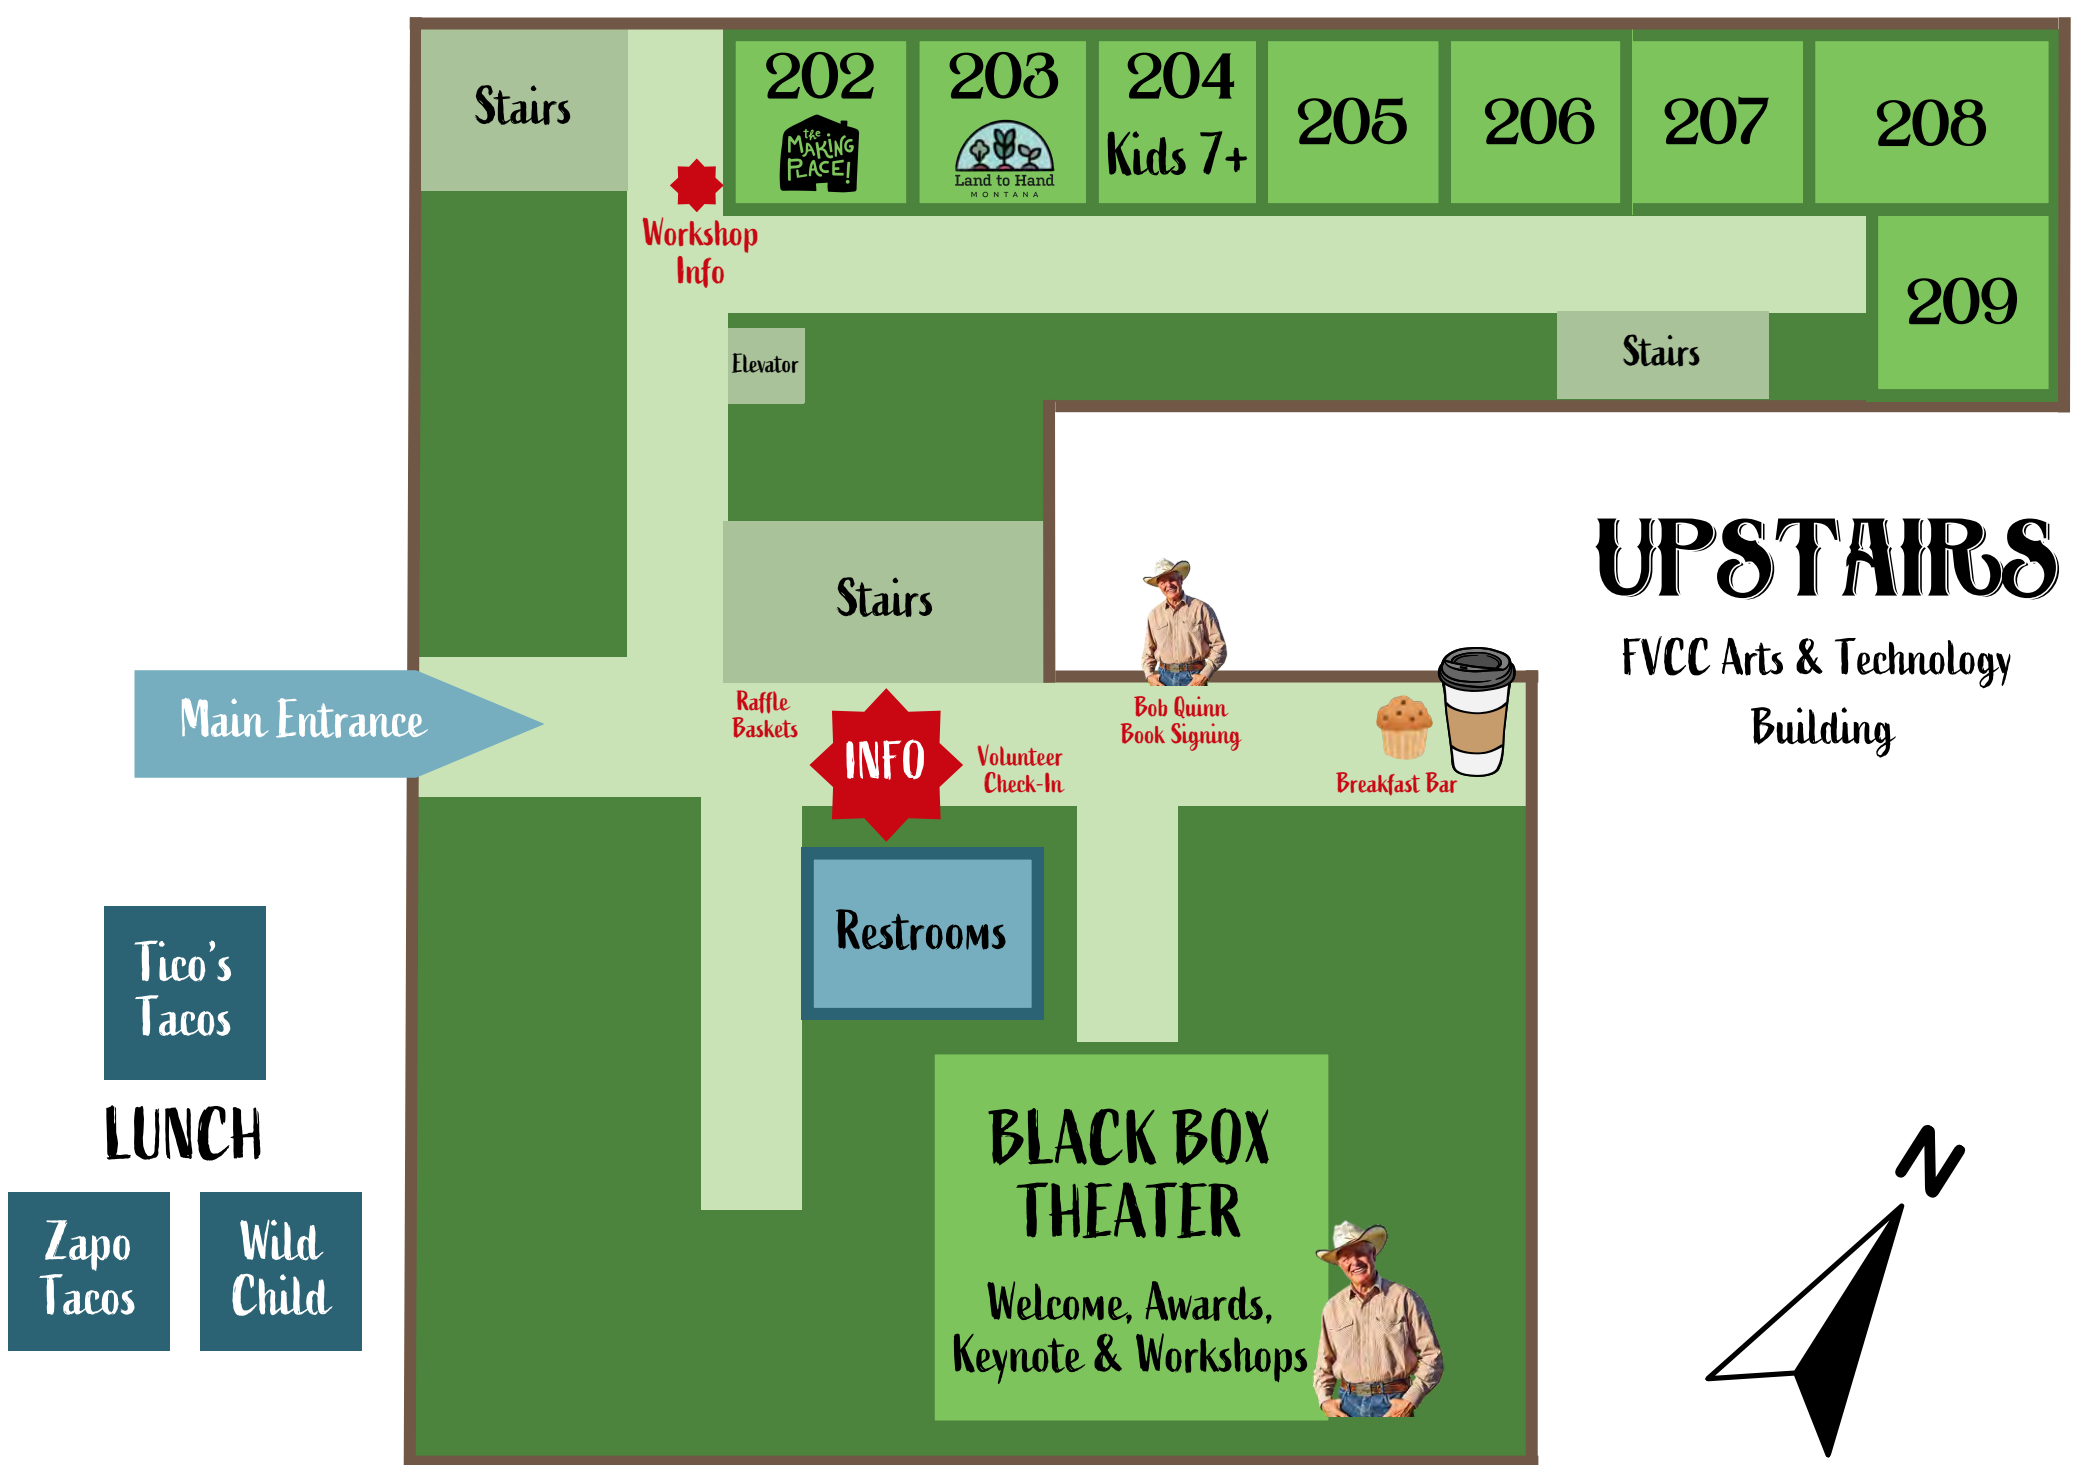 Stairs
202
the
MAKING
PLACE!
203
Land to Hand
MONTANA
204
Kids 7+
205
206
207
208
209
Workshop
Info
Elevator
Stairs
Stairs
UPSTAIRS
FVCC Arts & Technology
Building
Main Entrance
Raffle
Baskets
INFO
Volunteer
Check-In
Bob Quinn
Book Signing
Breakfast Bar
Restrooms
Tico's
Tacos
LUNCH
Zapo
Tacos
Wild
Child
BLACK BOX
THEATER
Welcome, Awards,
Keynote & Workshops
N